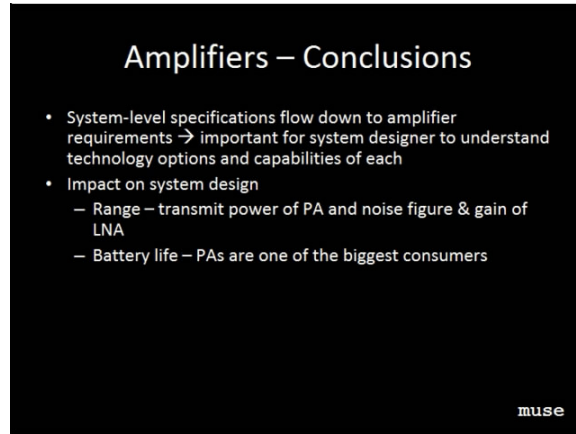 Amplifiers – Conclusions
• System-level specifications flow down to amplifier
requirements → important for system designer to understand
technology options and capabilities of each
• Impact on system design
– Range – transmit power of PA and noise figure & gain of
LNA
– Battery life – PAs are one of the biggest consumers
muse